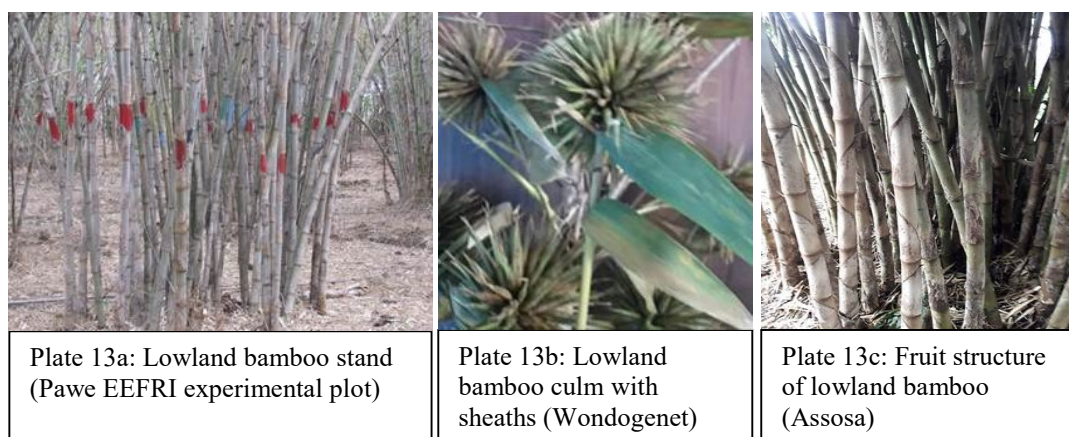 Plate 13a: Lowland bamboo stand
(Pawe EEFRI experimental plot)
Plate 13b: Lowland
bamboo culm with
sheaths (Wondogenet)
Plate 13c: Fruit structure
of lowland bamboo
(Assosa)